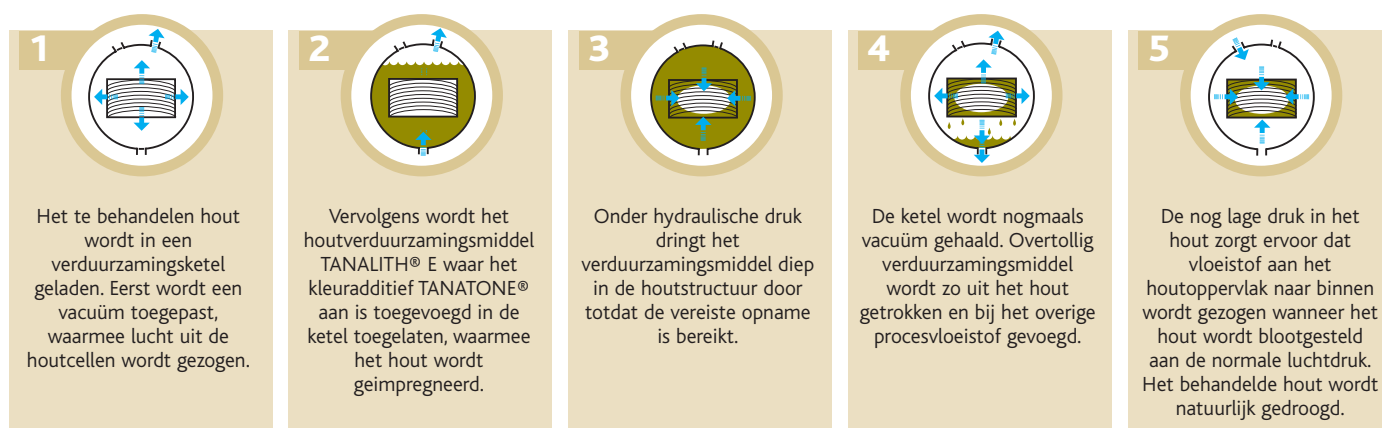 1
Het te behandelen hout
wordt in een
verduurzamingsketel
geladen. Eerst wordt een
vacuüm toegepast,
waarmee lucht uit de
houtcellen wordt gezogen.
2
Vervolgens wordt het
houtverduurzamingsmiddel
TANALITH® E waar het
kleuradditief TANATONE®
aan is toegevoegd in de
ketel toegelaten, waarmee
het hout wordt
geimpregneerd.
3
Onder hydraulische druk
dringt het
verduurzamingsmiddel diep
in de houtstructuur door
totdat de vereiste opname
is bereikt.
4
De ketel wordt nogmaals
vacuüm gehaald. Overtollig
verduurzamingsmiddel
wordt zo uit het hout
getrokken en bij het overige
procesvloeistof gevoegd.
5
De nog lage druk in het
hout zorgt ervoor dat
vloeistof aan het
houtoppervlak naar binnen
wordt gezogen wanneer het
hout wordt blootgesteld
aan de normale luchtdruk.
Het behandelde hout wordt
natuurlijk gedroogd.